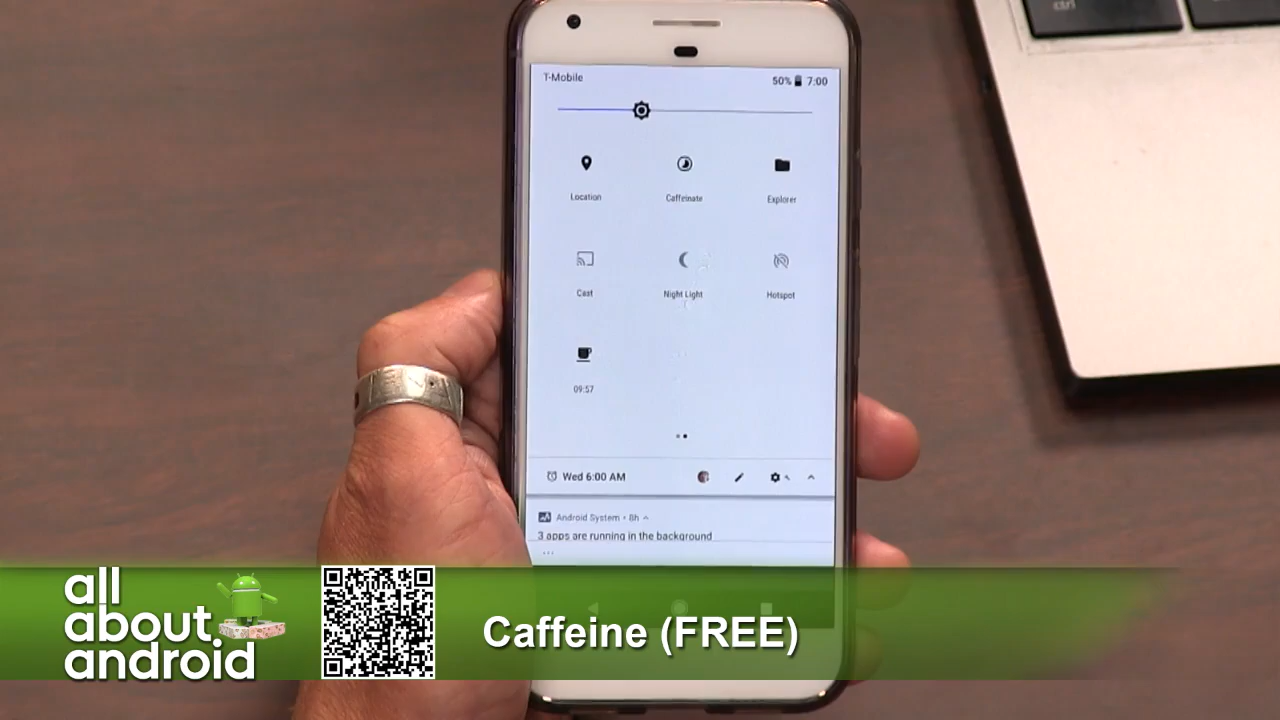 ctrl
T-Mobile
50% 7:00
Location
Caffeinate
Explorer
Cast
Night Light
Hotspot
09:57
Wed 6:00 AM
Android System • 8h
3 apps are running in the background
...
all
about
android
Caffeine (FREE)